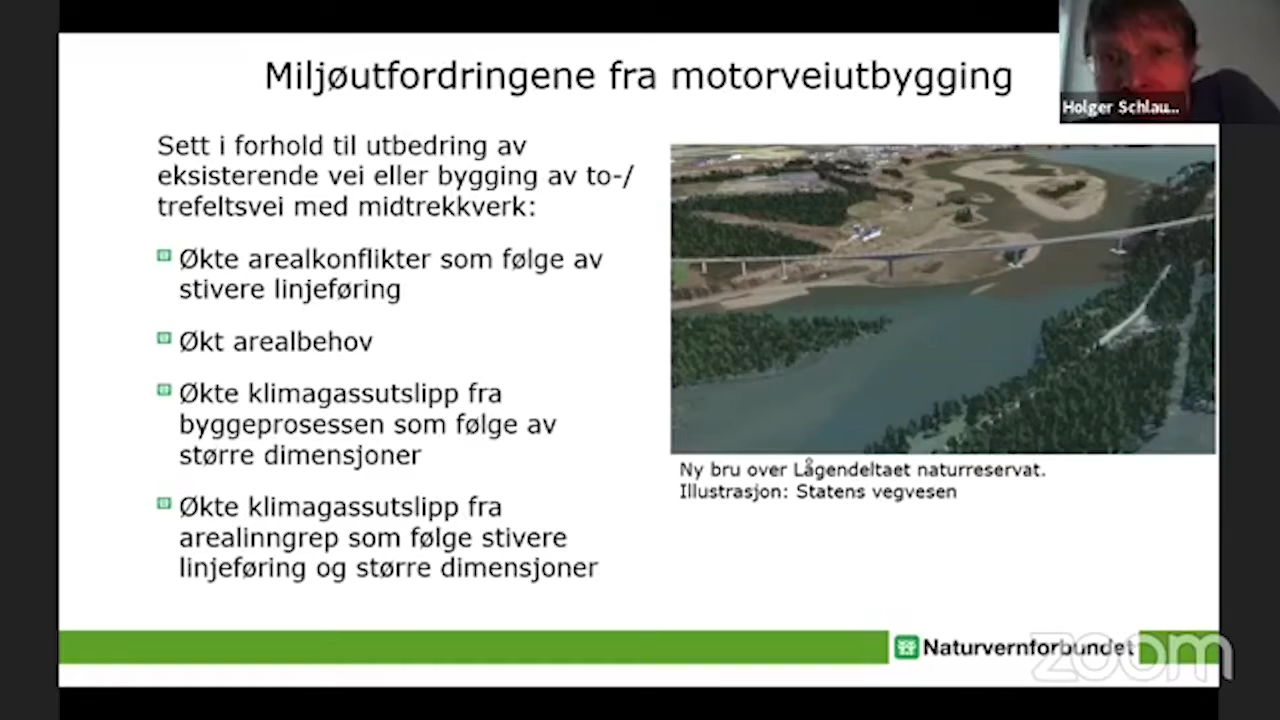 Miljøutfordringene fra motorveiutbygging
Holger Schlau...
Sett i forhold til utbedring av
eksisterende vei eller bygging av to-/
trefeltsvei med midtrekkverk:
Økte arealkonflikter som følge av
stivere linjeføring
Økt arealbehov
Økte klimagassutslipp fra
byggeprosessen som følge av
større dimensjoner
Økte klimagassutslipp fra
arealinngrep som følge stivere
linjeføring og større dimensjoner
Ny bru over Lågendeltaet naturreservat.
Illustrasjon: Statens vegvesen
Naturvernforbundet
zoom